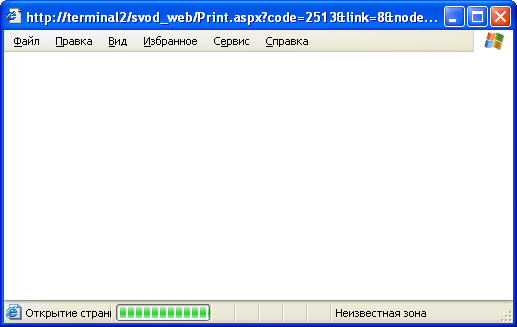 http://terminal2/svod_web/Print.aspx?code=2513&link=8&node...
Файл Правка Вид Избранное Сервис Справка
Открытие стран Неизвестная зона